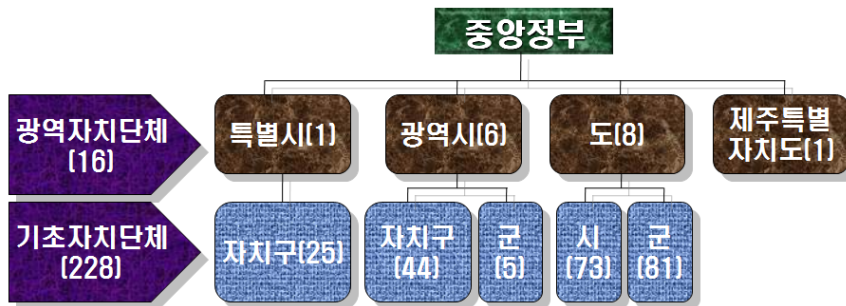 중앙정부
광역자치단체
(16)
특별시(1)
광역시(6)
도(8)
제주특별
자치도(1)
기초자치단체
(228)
자치구(25)
자치구
(44)
군
(5)
시
(73)
군
(81)